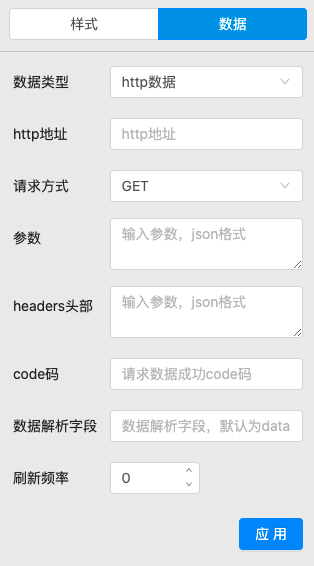 样式 数据
数据类型 http数据
http地址 http地址
请求方式 GET
参数 输入参数，json格式
headers头部 输入参数，json格式
code码 请求数据成功code码
数据解析字段 数据解析字段，默认为data
刷新频率 0
应 用